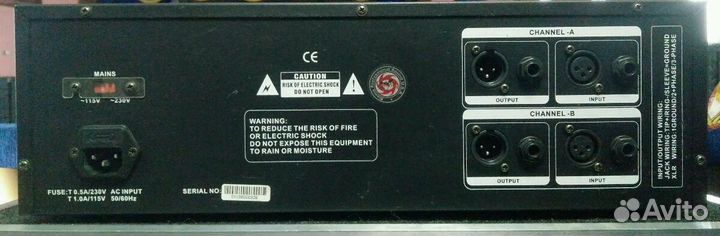 MAINS
~115V ~230V
FUSE: T 0.5A/230V AC INPUT
T 1.0A/115V 50/60Hz
SERIAL NO:
CE
CAUTION
RISK OF ELECTRIC SHOCK
DO NOT OPEN
WARNING:
TO REDUCE THE RISK OF FIRE
OR ELECTRIC SHOCK
DO NOT EXPOSE THIS EQUIPMENT
TO RAIN OR MOISTURE
CHANNEL -A
OUTPUT
INPUT
CHANNEL -B
OUTPUT
INPUT
INPUT/OUTPUT WIRING:
JACK WIRING:TIP+/RING-/SLEEVE=GROUND
XLR WIRING:1GROUND/2+PHASE/3-PHASE
Avito